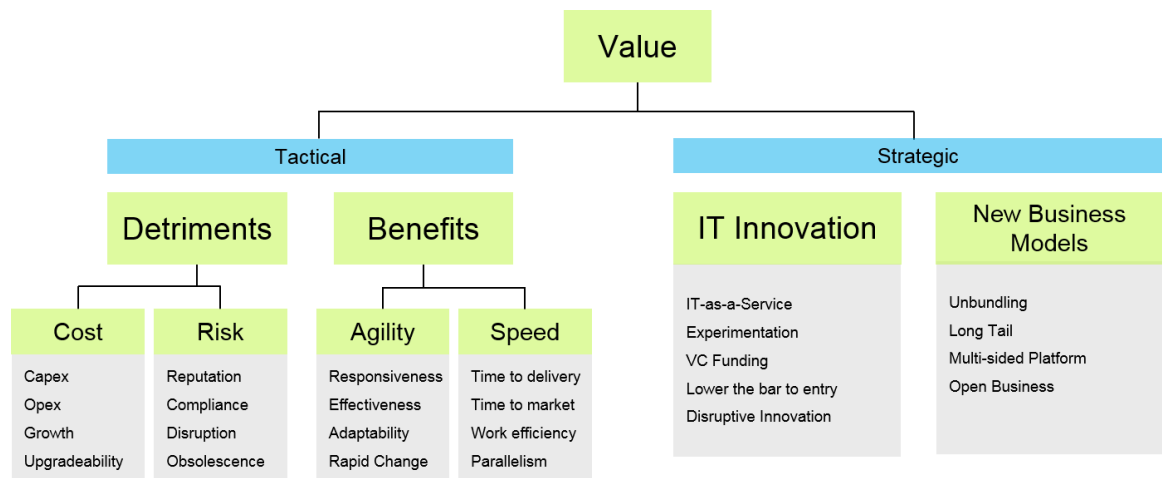 Value
Tactical
Strategic
Detriments
Benefits
IT Innovation
New Business
Models
Cost
Risk
Agility
Speed
Capex
Opex
Growth
Upgradeability
Reputation
Compliance
Disruption
Obsolescence
Responsiveness
Effectiveness
Adaptability
Rapid Change
Time to delivery
Time to market
Work efficiency
Parallelism
IT-as-a-Service
Experimentation
VC Funding
Lower the bar to entry
Disruptive Innovation
Unbundling
Long Tail
Multi-sided Platform
Open Business